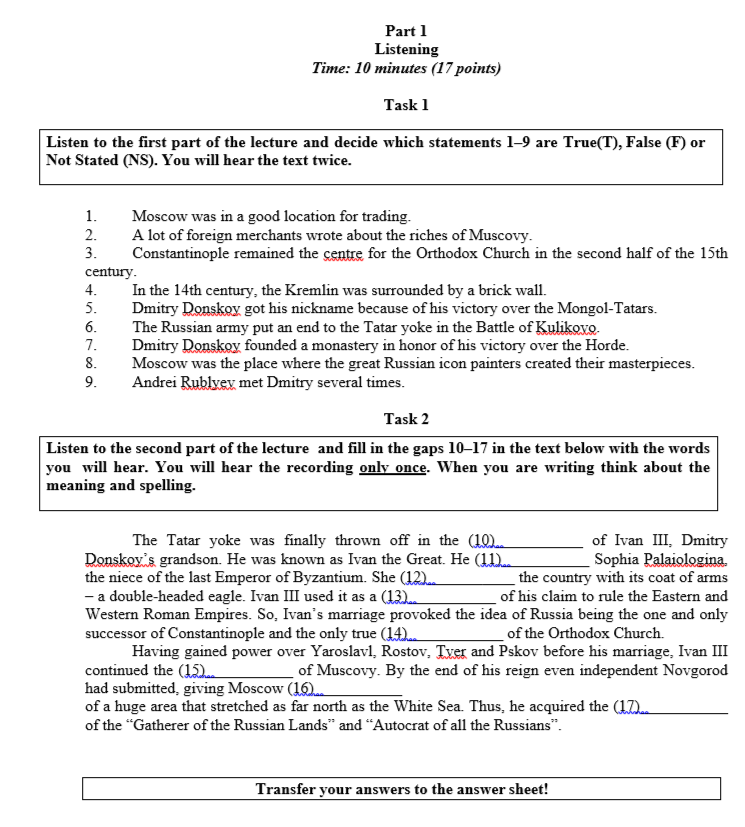 Part 1
Listening
Time: 10 minutes (17 points)
Task 1
Listen to the first part of the lecture and decide which statements 1–9 are True(T), False (F) or
Not Stated (NS). You will hear the text twice.
1. Moscow was in a good location for trading.
2. A lot of foreign merchants wrote about the riches of Muscovy.
3. Constantinople remained the centre for the Orthodox Church in the second half of the 15th
century.
4. In the 14th century, the Kremlin was surrounded by a brick wall.
5. Dmitry Donskoy got his nickname because of his victory over the Mongol-Tatars.
6. The Russian army put an end to the Tatar yoke in the Battle of Kulikovo.
7. Dmitry Donskoy founded a monastery in honor of his victory over the Horde.
8. Moscow was the place where the great Russian icon painters created their masterpieces.
9. Andrei Rublyev met Dmitry several times.
Task 2
Listen to the second part of the lecture and fill in the gaps 10–17 in the text below with the words
you will hear. You will hear the recording only once. When you are writing think about the
meaning and spelling.
The Tatar yoke was finally thrown off in the (10)__________ of Ivan III, Dmitry
Donskoy's grandson. He was known as Ivan the Great. He (11)__________ Sophia Palaiologina,
the niece of the last Emperor of Byzantium. She (12)__________ the country with its coat of arms
– a double-headed eagle. Ivan III used it as a (13)__________ of his claim to rule the Eastern and
Western Roman Empires. So, Ivan's marriage provoked the idea of Russia being the one and only
successor of Constantinople and the only true (14)__________ of the Orthodox Church.
Having gained power over Yaroslavl, Rostov, Tver and Pskov before his marriage, Ivan III
continued the (15)__________ of Muscovy. By the end of his reign even independent Novgorod
had submitted, giving Moscow (16)__________
of a huge area that stretched as far north as the White Sea. Thus, he acquired the (17)__________
of the “Gatherer of the Russian Lands” and “Autocrat of all the Russians”.
Transfer your answers to the answer sheet!